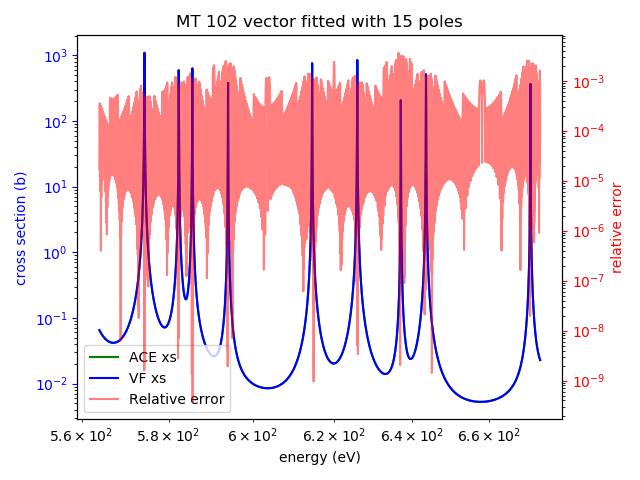 MT 102 vector fitted with 15 poles
10³
10²
10¹
10⁰
10⁻¹
10⁻²
cross section (b)
10⁻³
10⁻⁴
10⁻⁵
10⁻⁶
10⁻⁷
10⁻⁸
10⁻⁹
relative error
ACE xs
VF xs
Relative error
5.6 × 10² 5.8 × 10² 6 × 10² 6.2 × 10² 6.4 × 10² 6.6 × 10²
energy (eV)